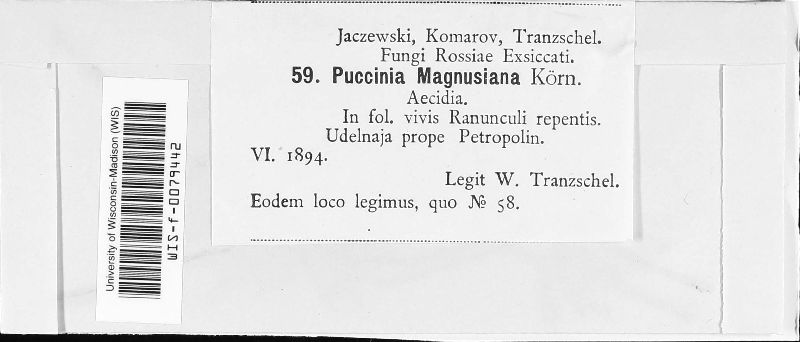 Jaczewski, Komarov, Tranzschel.
Fungi Rossiae Exsiccati.
59. Puccinia Magnusiana Körn.
Aecidia.
In fol. vivis Ranunculi repentis.
Udelnaja prope Petropolin.
VI. 1894.
Legit W. Tranzschel.
Eodem loco legimus, quo № 58.
University of Wisconsin-Madison (WIS)
WIS-f-0079442